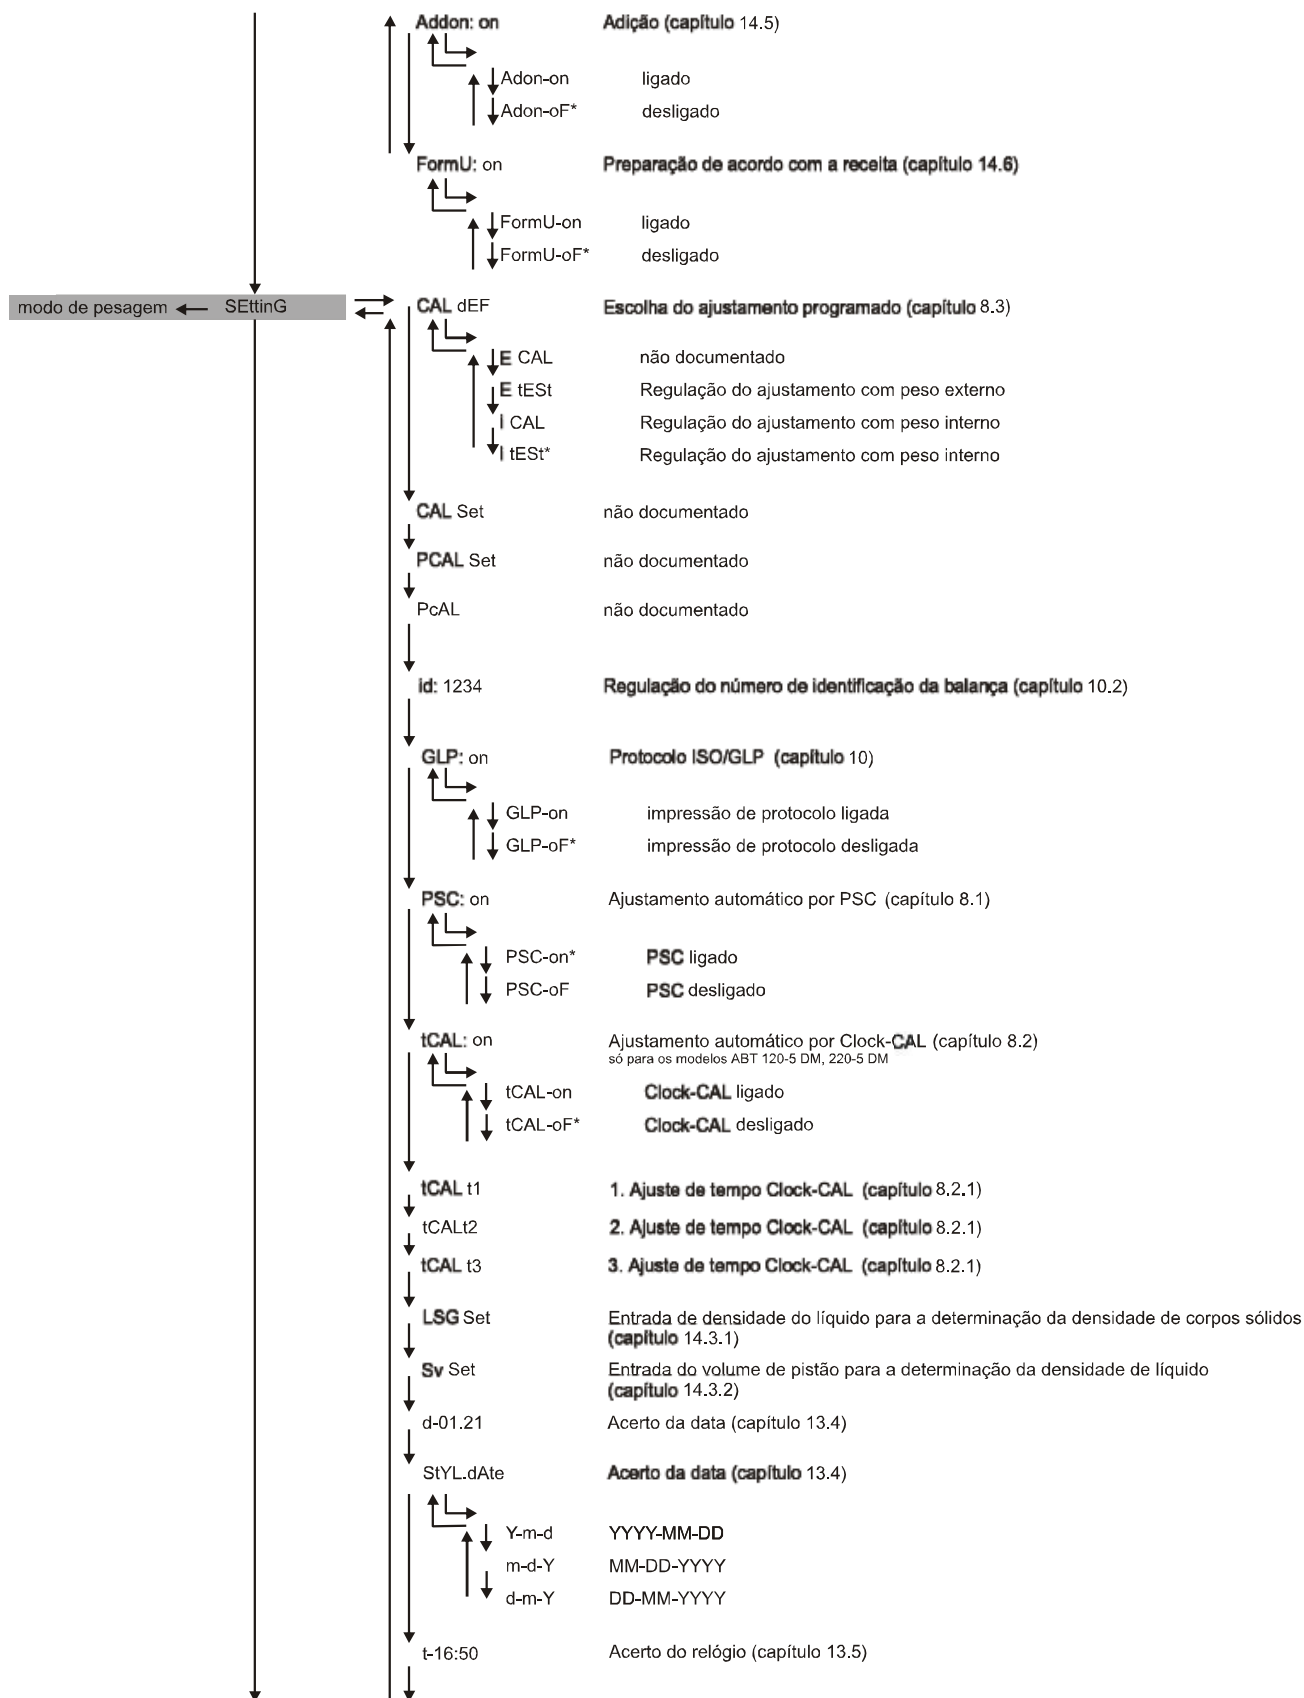 Addon: on Adição (capítulo 14.5)
Adon-on ligado
Adon-oF* desligado
FormU: on Preparação de acordo com a receita (capítulo 14.6)
FormU-on ligado
FormU-oF* desligado
modo de pesagem SEttinG CAL dEF Escolha do ajustamento programado (capítulo 8.3)
E CAL não documentado
E tESt Regulação do ajustamento com peso externo
I CAL Regulação do ajustamento com peso interno
I tESt* Regulação do ajustamento com peso interno
CAL Set não documentado
PCAL Set não documentado
PcAL não documentado
id: 1234 Regulação do número de identificação da balança (capítulo 10.2)
GLP: on Protocolo ISO/GLP (capítulo 10)
GLP-on impressão de protocolo ligada
GLP-oF* impressão de protocolo desligada
PSC: on Ajustamento automático por PSC (capítulo 8.1)
PSC-on* PSC ligado
PSC-oF PSC desligado
tCAL: on Ajustamento automático por Clock-CAL (capítulo 8.2)
só para os modelos ABT 120-5 DM, 220-5 DM
tCAL-on Clock-CAL ligado
tCAL-oF* Clock-CAL desligado
tCAL t1 1. Ajuste de tempo Clock-CAL (capítulo 8.2.1)
tCALt2 2. Ajuste de tempo Clock-CAL (capítulo 8.2.1)
tCAL t3 3. Ajuste de tempo Clock-CAL (capítulo 8.2.1)
LSG Set Entrada de densidade do líquido para a determinação da densidade de corpos sólidos
(capítulo 14.3.1)
Sv Set Entrada do volume de pistão para a determinação da densidade de líquido
(capítulo 14.3.2)
d-01.21 Acerto da data (capítulo 13.4)
StYL.dAte Acerto da data (capítulo 13.4)
Y-m-d YYYY-MM-DD
m-d-Y MM-DD-YYYY
d-m-Y DD-MM-YYYY
t-16:50 Acerto do relógio (capítulo 13.5)